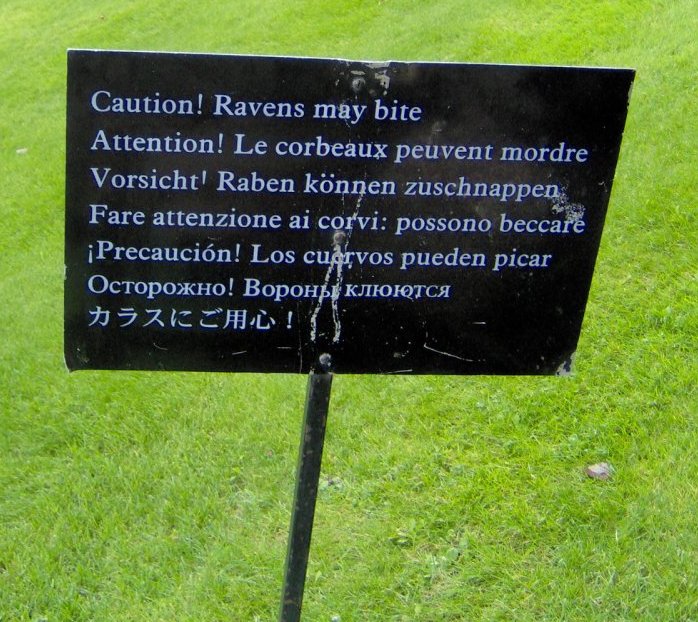 Caution! Ravens may bite
Attention! Le corbeaux peuvent mordre
Vorsicht! Raben können zuschnappen
Fare attenzione ai corvi: possono beccare
¡Precaución! Los cuervos pueden picar
Осторожно! Вороны клюются
カラスにご用心！